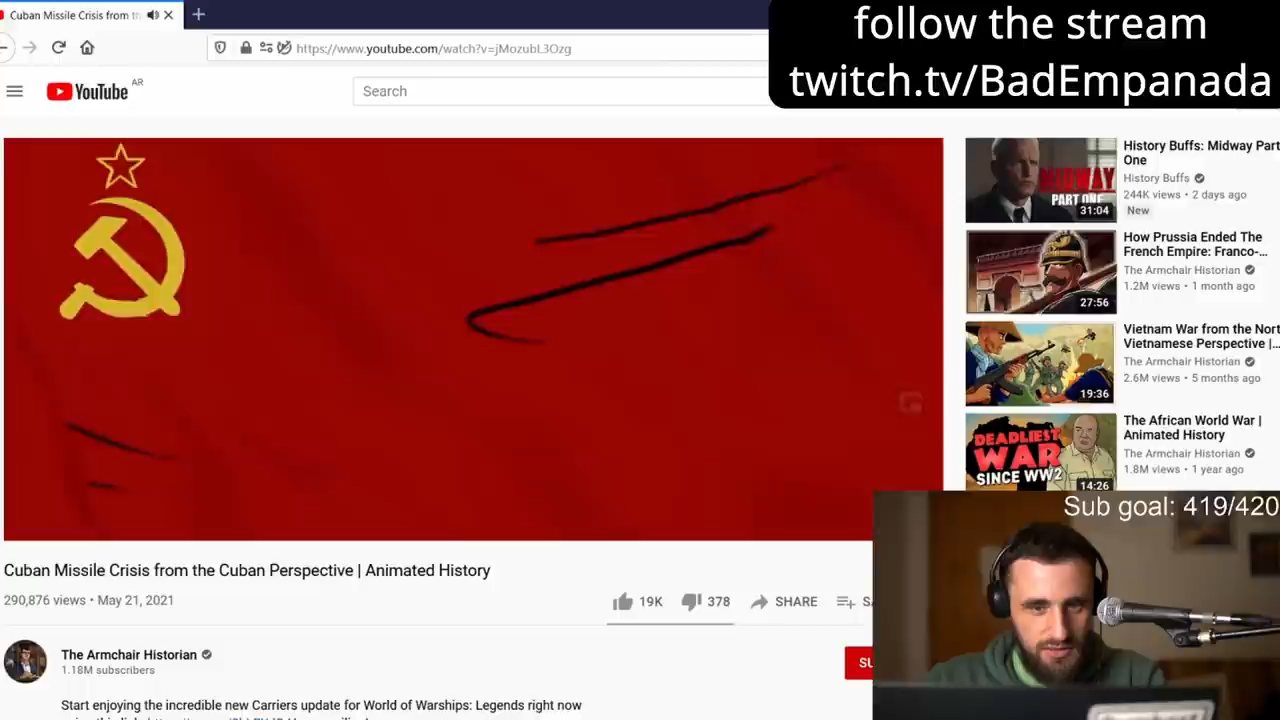 Cuban Missile Crisis from th
https://www.youtube.com/watch?v=jMozubL3Ozg
YouTube AR
Search
follow the stream
twitch.tv/BadEmpanada
History Buffs: Midway Part
One
History Buffs
244K views • 2 days ago
New
MIDWAY
PART ONE
31:04
How Prussia Ended The
French Empire: Franco-...
The Armchair Historian
1.2M views • 1 month ago
27:56
Vietnam War from the Nort
Vietnamese Perspective |...
The Armchair Historian
2.6M views • 5 months ago
19:36
The African World War |
Animated History
The Armchair Historian
1.8M views • 1 year ago
DEADLIEST
WAR
SINCE WW2
14:26
Sub goal: 419/420
Cuban Missile Crisis from the Cuban Perspective | Animated History
290,876 views • May 21, 2021
19K
378
SHARE
The Armchair Historian
1.18M subscribers
Start enjoying the incredible new Carriers update for World of Warships: Legends right now